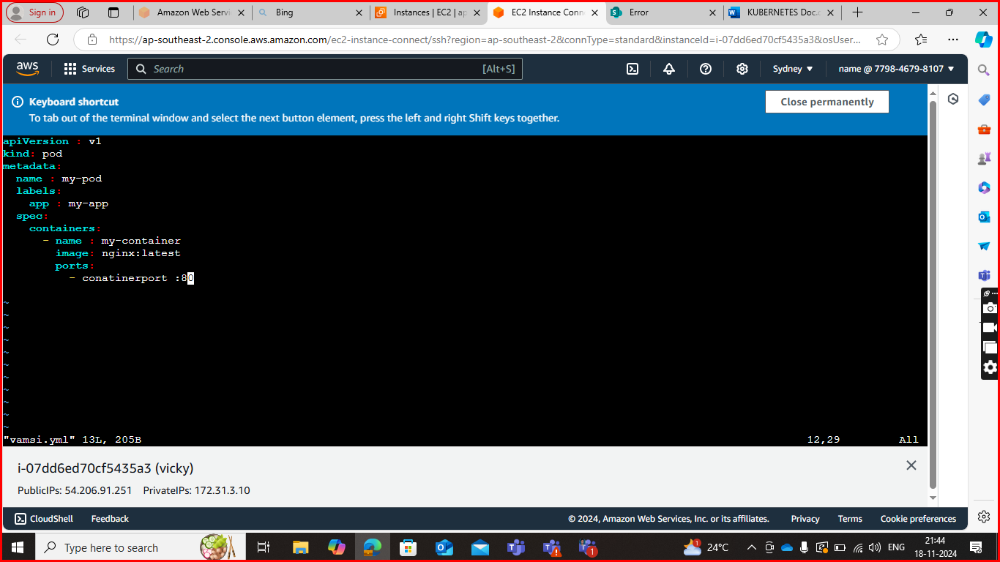 Sign in
Amazon Web Servi
Bing
Instances | EC2 | ap
EC2 Instance Conn
Error
KUBERNETES Doc.d
https://ap-southeast-2.console.aws.amazon.com/ec2-instance-connect/ssh?region=ap-southeast-2&connType=standard&instanceId=i-07dd6ed70cf5435a3&osUser...
aws
Services
Search
[Alt+S]
Sydney
name @ 7798-4679-8107
Keyboard shortcut
To tab out of the terminal window and select the next button element, press the left and right Shift keys together.
Close permanently
apiVersion : v1
kind: pod
metadata:
  name : my-pod
  labels:
    app : my-app
  spec:
    containers:
      - name : my-container
        image: nginx:latest
        ports:
          - conatinerport :80
~
~
~
~
~
~
~
~
~
~
~
"vamsi.yml" 13L, 205B
12,29
All
i-07dd6ed70cf5435a3 (vicky)
PublicIPs: 54.206.91.251 PrivateIPs: 172.31.3.10
CloudShell
Feedback
© 2024, Amazon Web Services, Inc. or its affiliates.
Privacy
Terms
Cookie preferences
Type here to search
1
1
24°C
ENG
21:44
18-11-2024